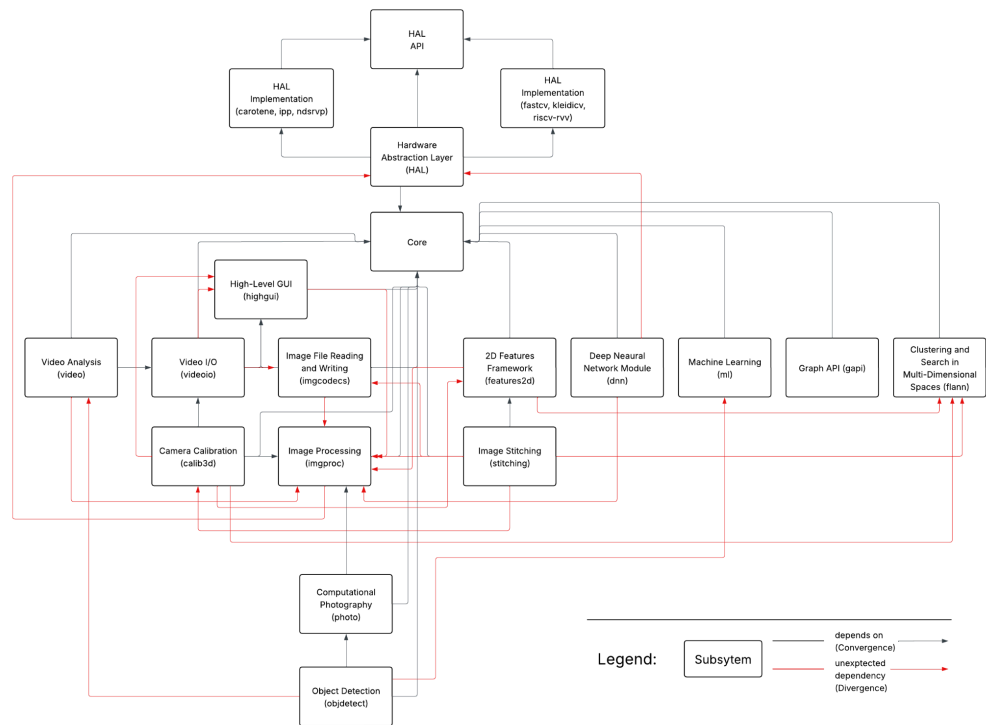 HAL
API
HAL
Implementation
(carotene, ipp, ndsrvp)
HAL
Implementation
(fastcv, kleidicv,
riscv-rvv)
Hardware
Abstraction Layer
(HAL)
Core
High-Level GUI
(highgui)
Video Analysis
(video)
Video I/O
(videoio)
Image File Reading
and Writing
(imgcodecs)
2D Features
Framework
(features2d)
Deep Neaural
Network Module
(dnn)
Machine Learning
(ml)
Graph API (gapi)
Clustering and
Search in
Multi-Dimensional
Spaces (flann)
Camera Calibration
(calib3d)
Image Processing
(imgproc)
Image Stitching
(stitching)
Computational
Photography
(photo)
Object Detection
(objdetect)
Legend:
Subsytem
depends on
(Convergence)
unexptected
dependency
(Divergence)